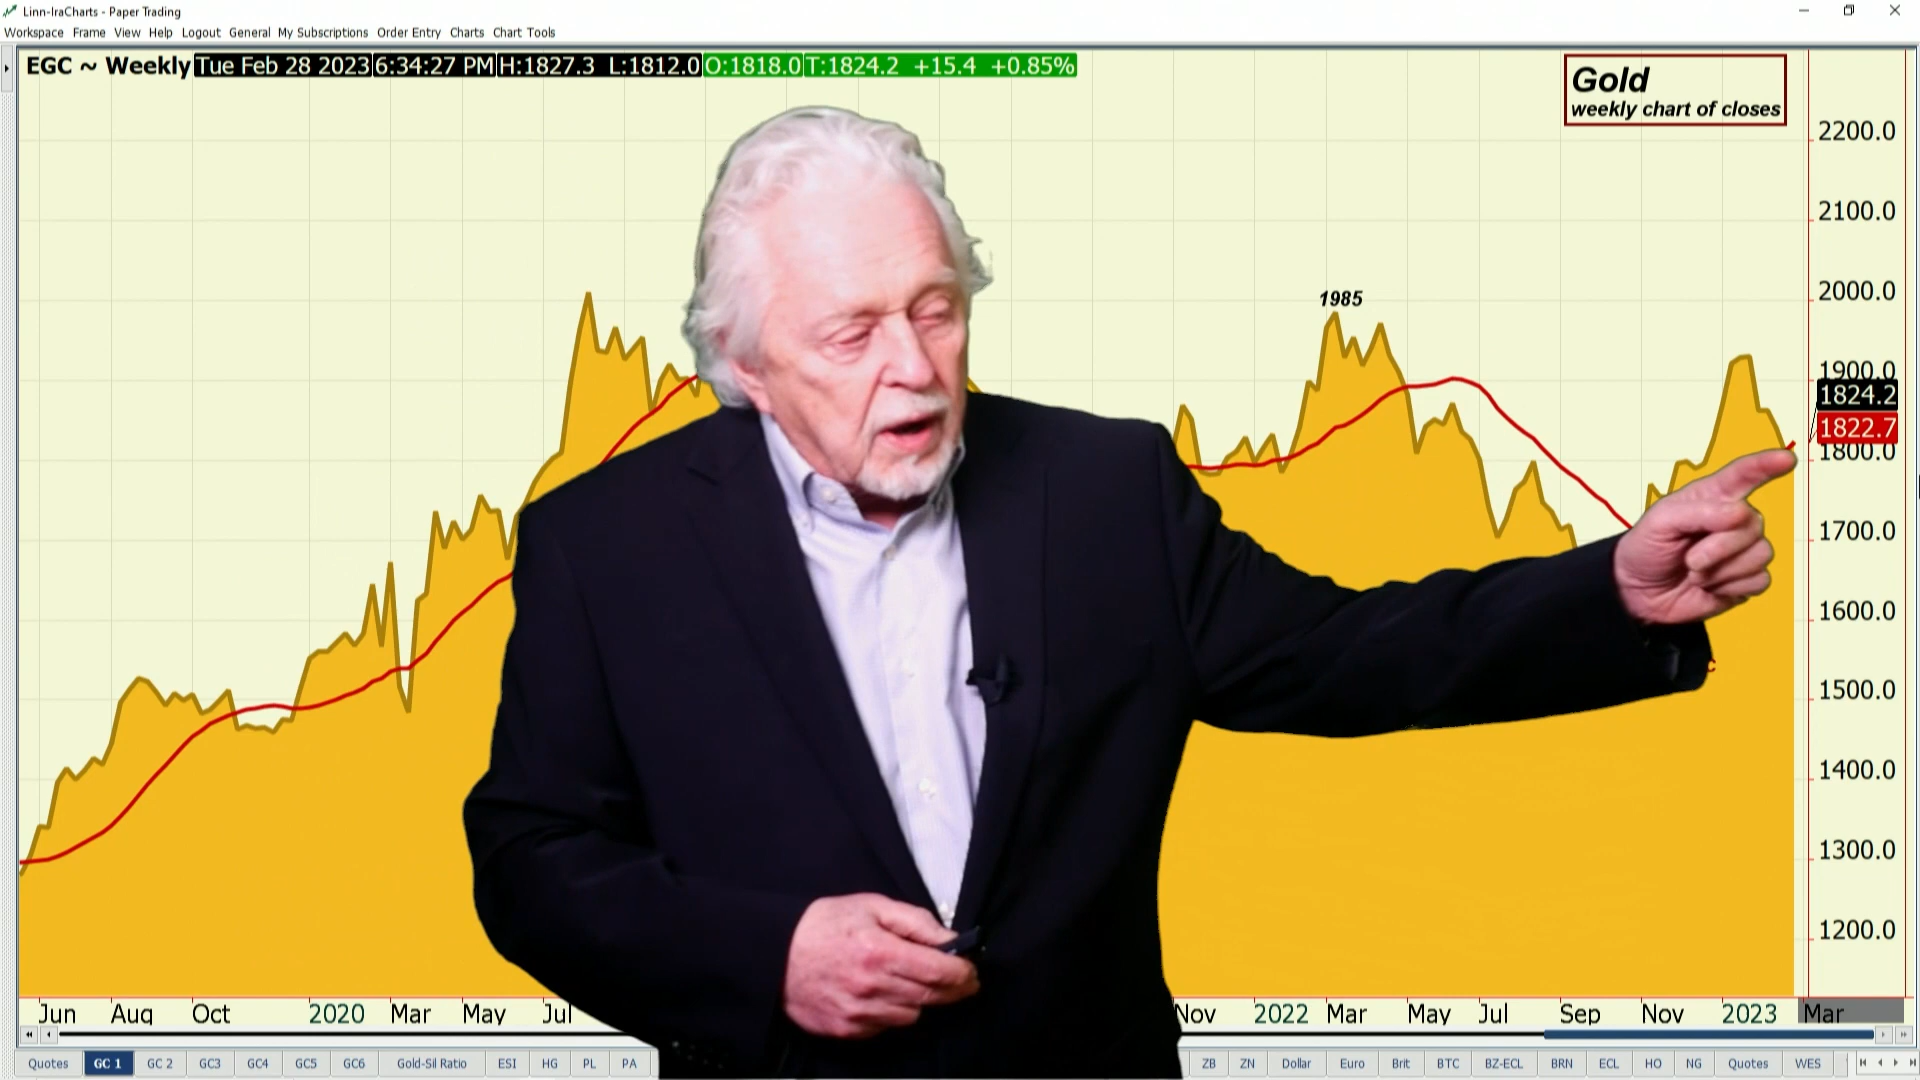 Linn-IraCharts - Paper Trading
Workspace Frame View Help Logout General My Subscriptions Order Entry Charts Chart Tools
EGC ~ Weekly Tue Feb 28 2023 6:34:27 PM H:1827.3 L:1812.0 O:1818.0 T:1824.2 +15.4 +0.85%
Gold
weekly chart of closes
2200.0
2100.0
2000.0
1985
1900.0
1824.2
1822.7
1800.0
1700.0
1600.0
1500.0
1400.0
1300.0
1200.0
Jun Aug Oct 2020 Mar May Jul Nov 2022 Mar May Jul Sep Nov 2023 Mar
Quotes GC 1 GC 2 GC3 GC4 GC5 GC6 Gold-Sil Ratio ESI HG PL PA ZB ZN Dollar Euro Brit BTC BZ-ECL BRN ECL HO NG Quotes WES